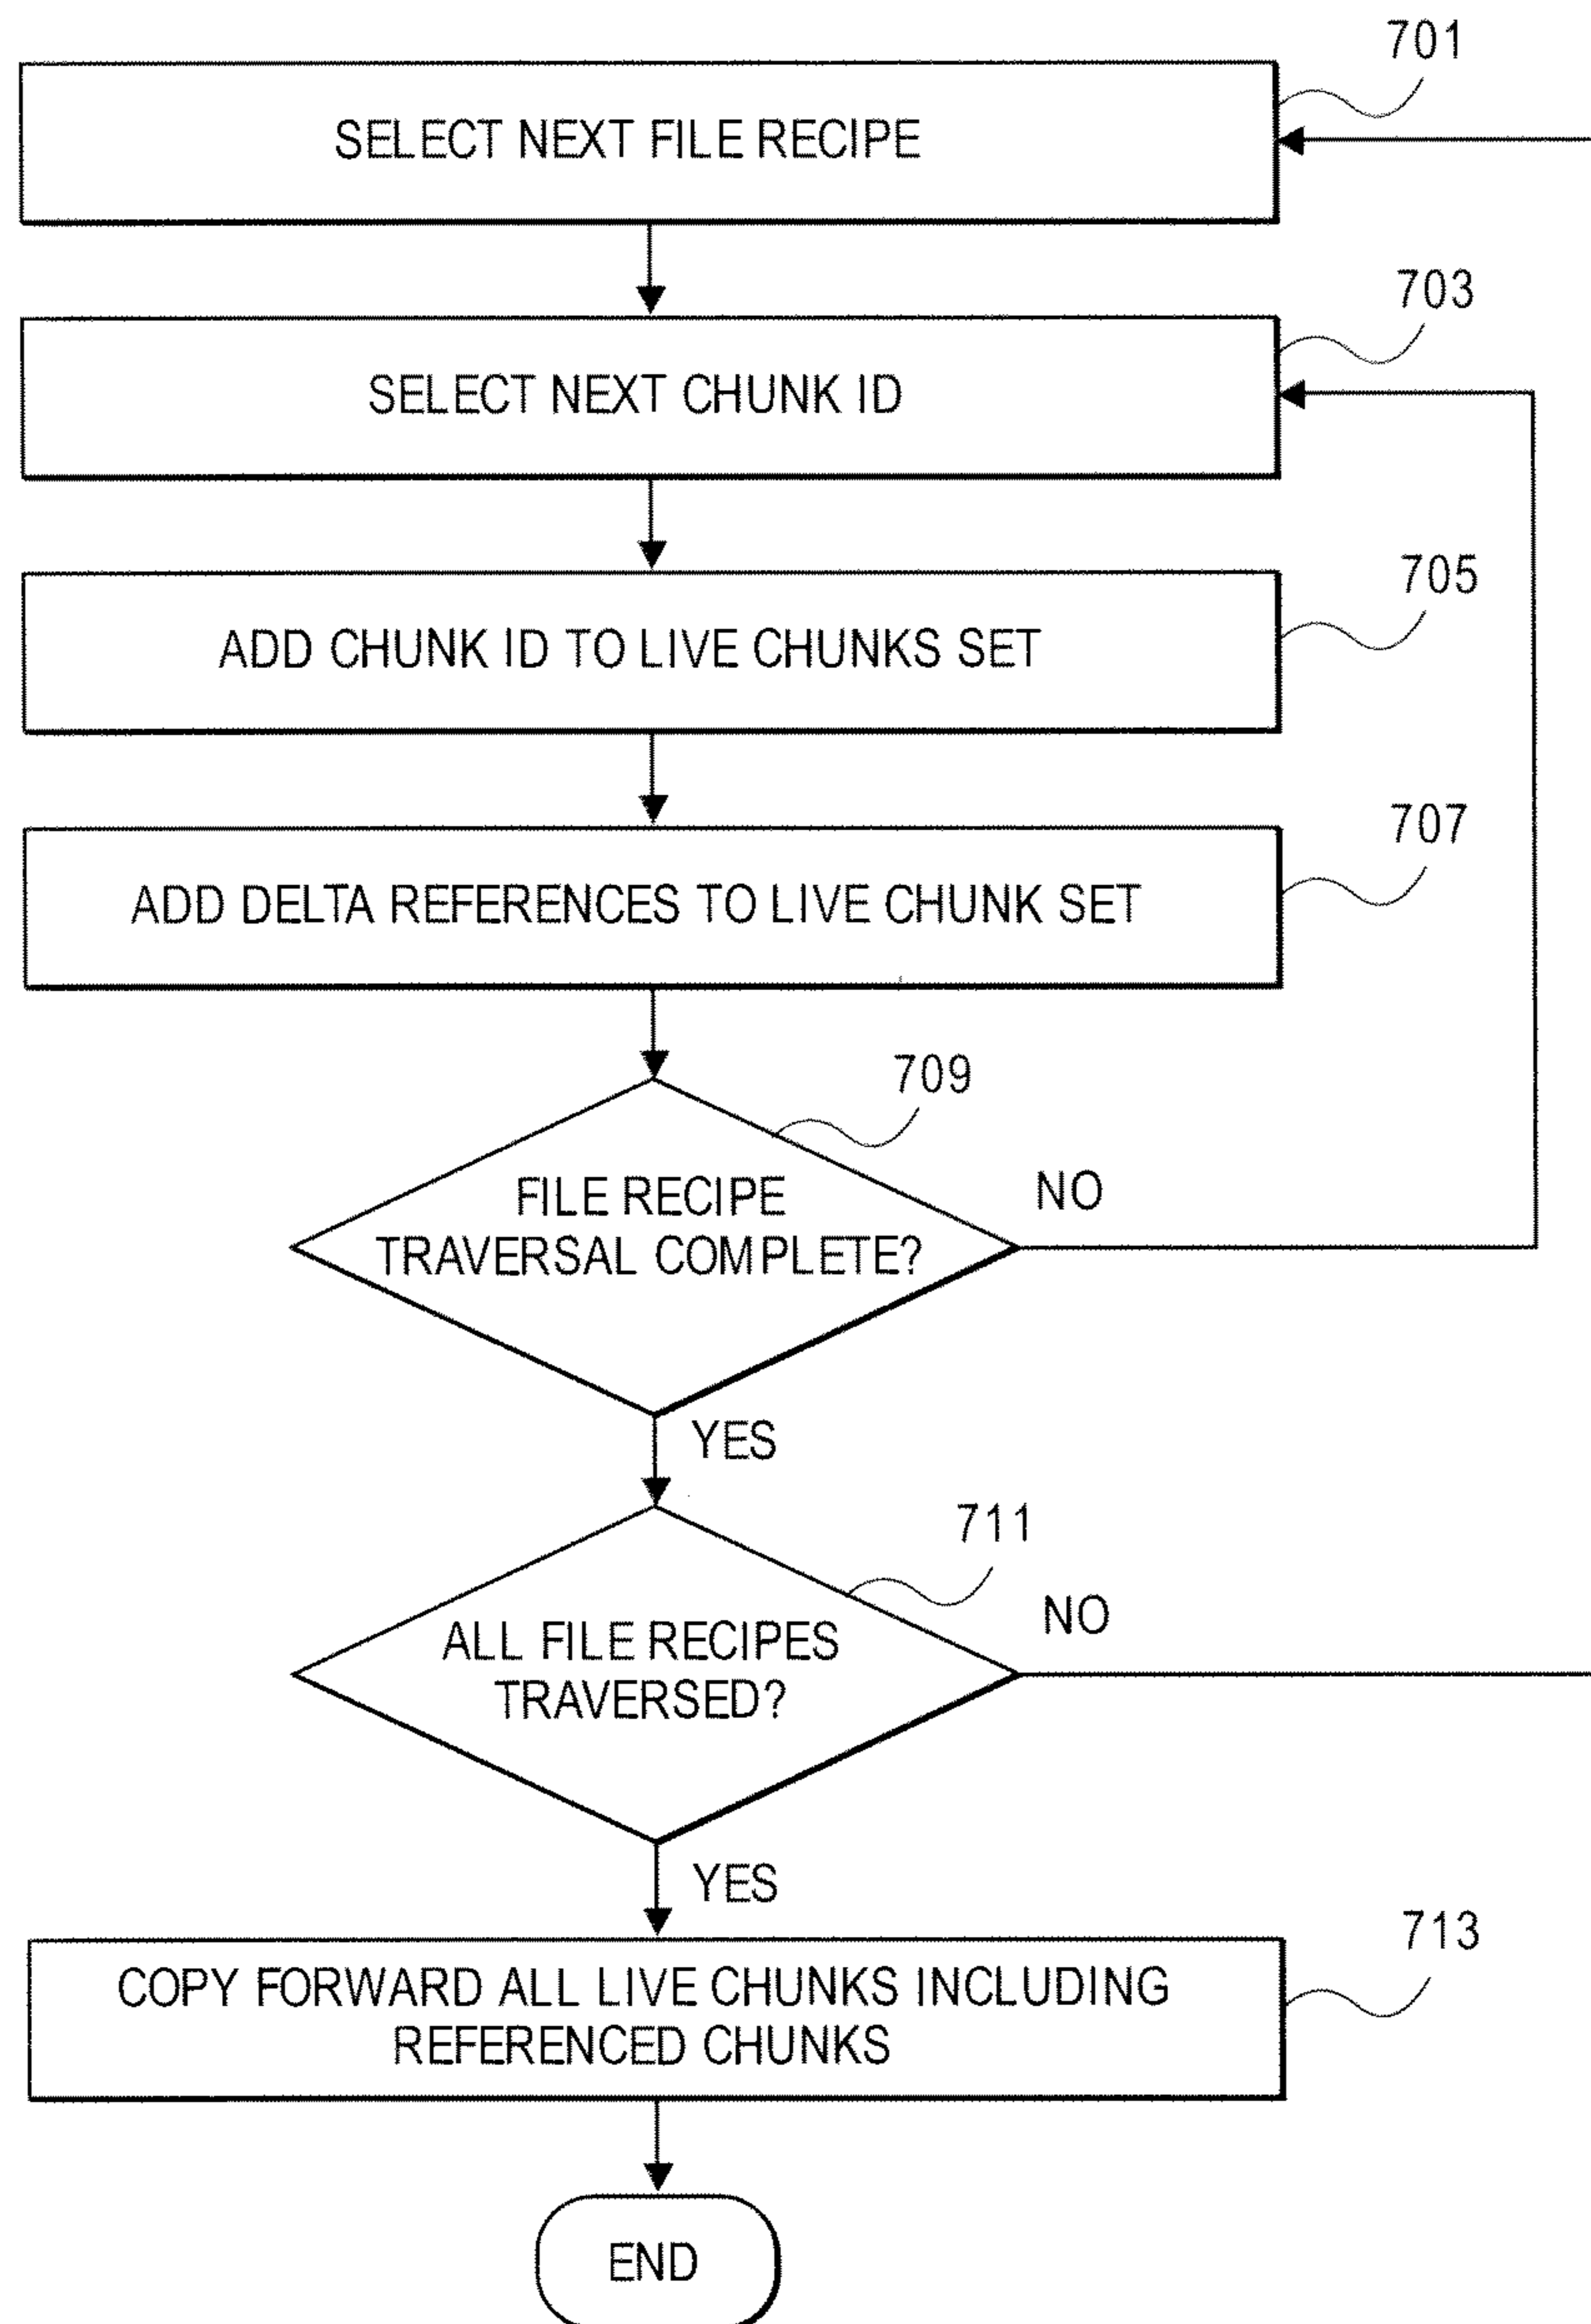 701
SELECT NEXT FILE RECIPE
703
SELECT NEXT CHUNK ID
705
ADD CHUNK ID TO LIVE CHUNKS SET
707
ADD DELTA REFERENCES TO LIVE CHUNK SET
709
FILE RECIPE
TRAVERSAL COMPLETE?
NO
YES
711
ALL FILE RECIPES
TRAVERSED?
NO
YES
713
COPY FORWARD ALL LIVE CHUNKS INCLUDING
REFERENCED CHUNKS
END